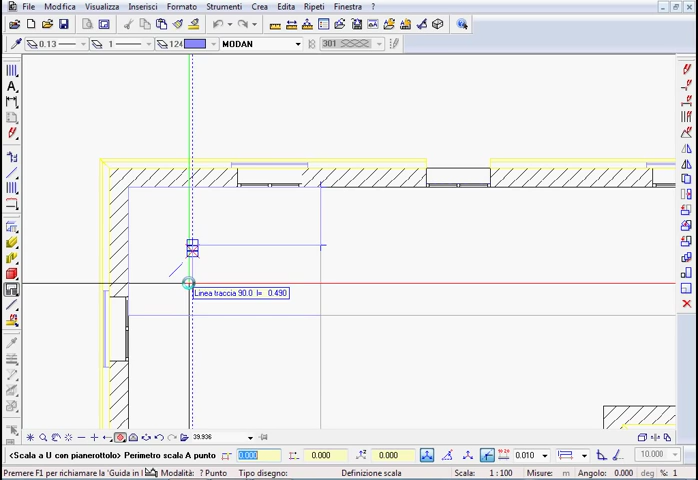 File Modifica Visualizza Inserisci Formato Strumenti Crea Edita Ripeti Finestra ?
0.13 1 124 MODAN 301
Linea traccia 90.0 l= 0.490
39.936
<Scala a U con pianerottolo> Perimetro scala A punto 0.000 0.000 0.000 0.010 10.000
Premere F1 per richiamare la 'Guida in l Modalità: ? Punto Tipo disegno: Definizione scala Scala: 1 : 100 Misure: m Angolo: 0.000 %: 1